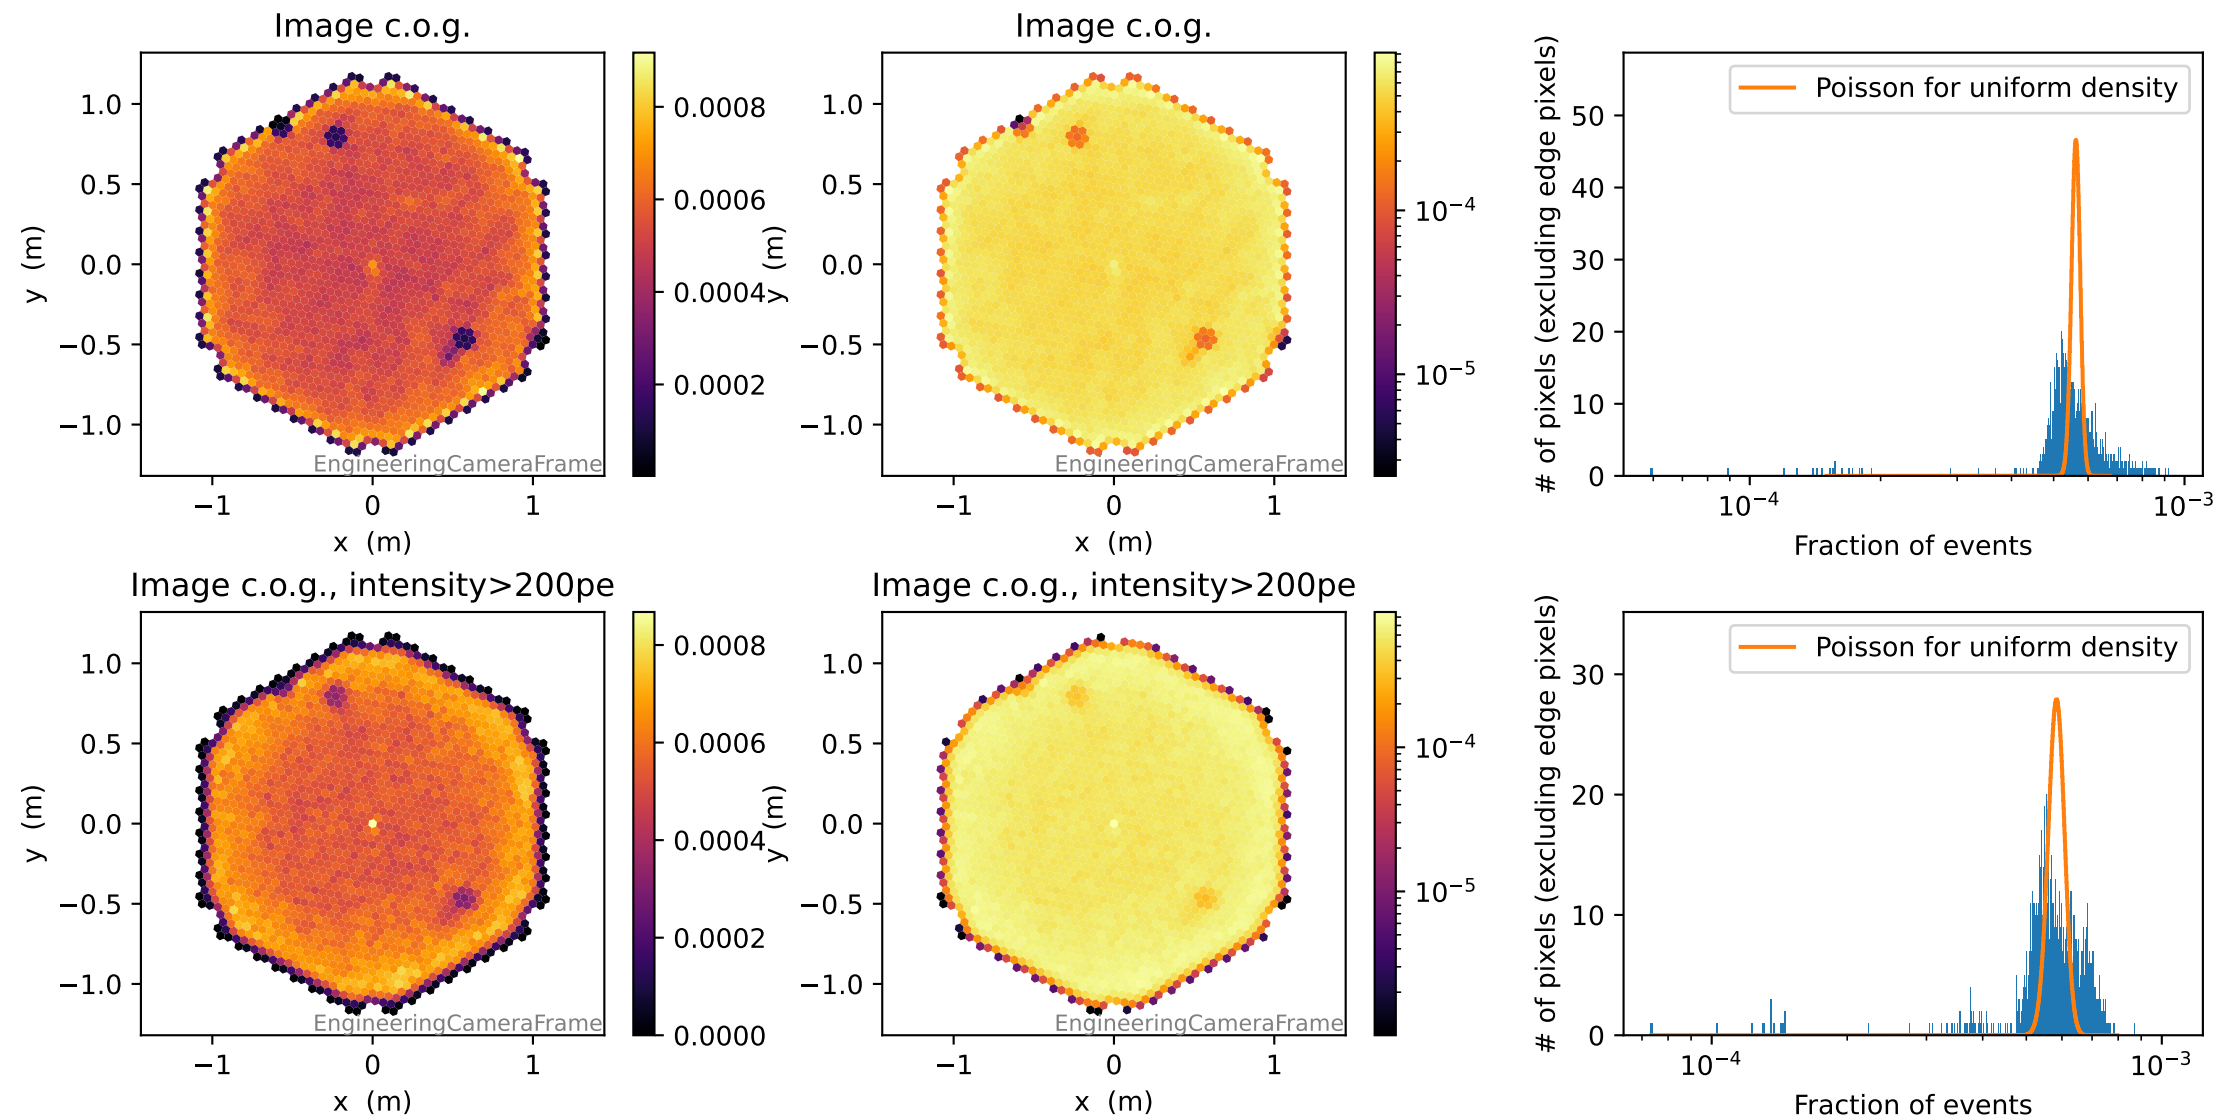 Image c.o.g.
1.0
0.5
0.0
−0.5
−1.0
y (m)
−1 0 1
x (m)
EngineeringCameraFrame
0.0008
0.0006
0.0004
0.0002
Image c.o.g.
1.0
0.5
0.0
−0.5
−1.0
y (m)
−1 0 1
x (m)
EngineeringCameraFrame
10⁻⁴
10⁻⁵
Poisson for uniform density
50
40
30
20
10
0
# of pixels (excluding edge pixels)
10⁻⁴ 10⁻³
Fraction of events
Image c.o.g., intensity>200pe
1.0
0.5
0.0
−0.5
−1.0
y (m)
−1 0 1
x (m)
EngineeringCameraFrame
0.0008
0.0006
0.0004
0.0002
0.0000
Image c.o.g., intensity>200pe
1.0
0.5
0.0
−0.5
−1.0
y (m)
−1 0 1
x (m)
EngineeringCameraFrame
10⁻⁴
10⁻⁵
Poisson for uniform density
30
20
10
0
# of pixels (excluding edge pixels)
10⁻⁴ 10⁻³
Fraction of events